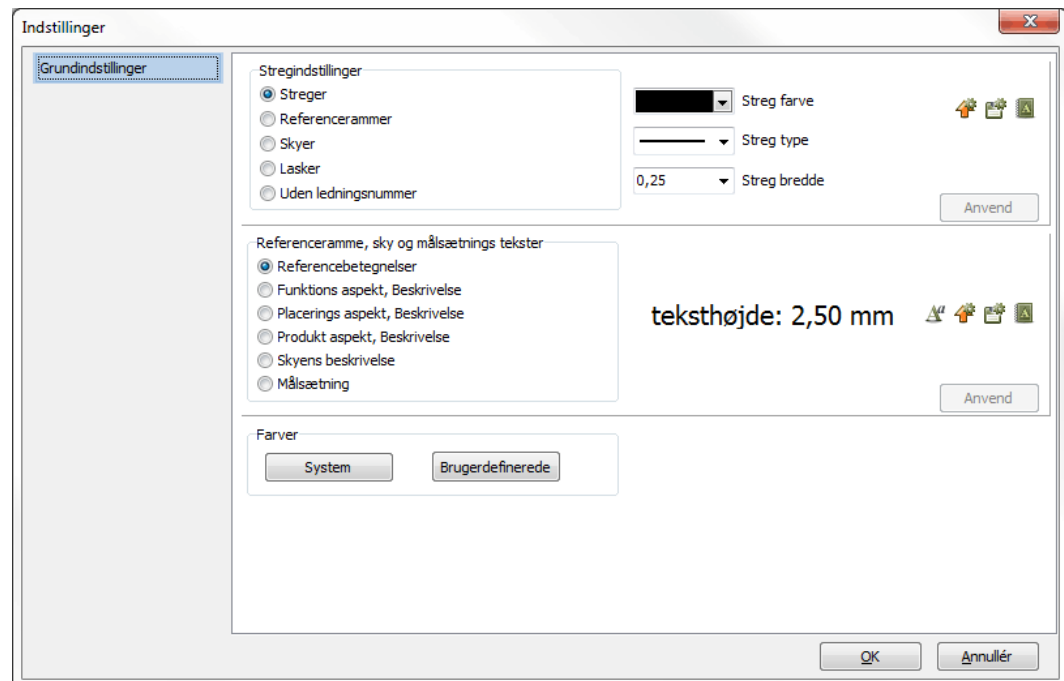 Indstillinger
Grundindstillinger
Stregindstilinger
Streger
Referencerammer
Skyer
Lasker
Uden ledningsnummer
Streg farve
Streg type
0,25
Streg bredde
Anvend
Referenceramme, sky og målsætnings tekster
Referencebetegnelser
Funktions aspekt, Beskrivelse
Placerings aspekt, Beskrivelse
Produkt aspekt, Beskrivelse
Skyens beskrivelse
Målsætning
teksthøjde: 2,50 mm
Anvend
Farver
System
Brugerdefinerede
OK
Annullér